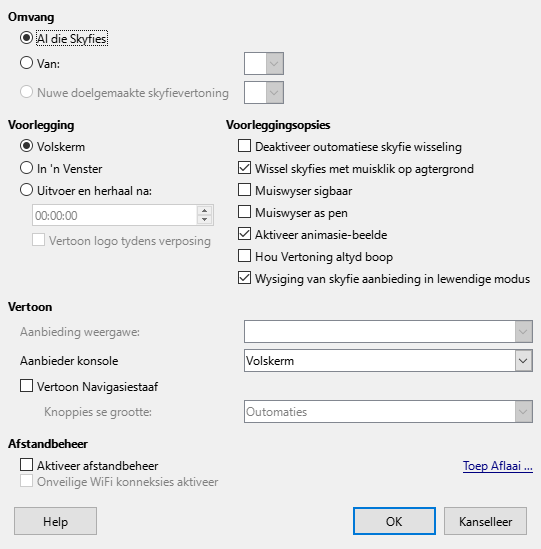 Omvang
Al die Skyfies
Van:
Nuwe doelgemaakte skyfievertoning
Voorlegging
Volskerm
In 'n Venster
Uitvoer en herhaal na:
00:00:00
Vertoon logo tydens verposing
Voorleggingsopsies
Deaktiveer outomatiese skyfie wisseling
Wissel skyfies met muisklik op agtergrond
Muiswyser sigbaar
Muiswyser as pen
Aktiveer animasie-beelde
Hou Vertoning altyd boop
Wysiging van skyfie aanbieding in lewendige modus
Vertoon
Aanbieding weergawe:
Aanbieder konsole
Volskerm
Vertoon Navigasiestaaf
Knoppies se grootte:
Outomaties
Afstandbeheer
Aktiveer afstandbeheer
Toep Aflaai ...
Onveilige WiFi konneksies aktiveer
Help
OK
Kanselleer